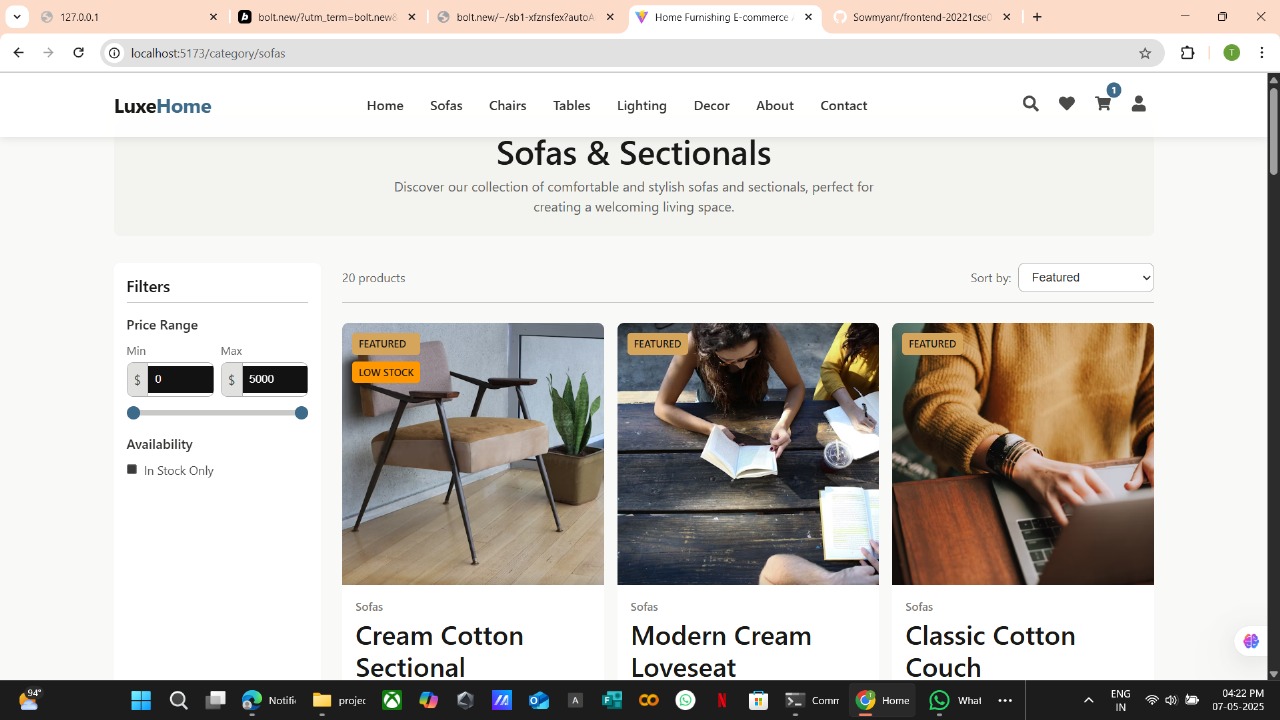 127.0.0.1
bolt.new/?utm_term=bolt.new8
bolt.new/~/sb1-xfznsfex?autoA
Home Furnishing E-commerce
Sowmyanr/frontend-20221cse
localhost:5173/category/sofas
T
LuxeHome
Home Sofas Chairs Tables Lighting Decor About Contact
1
Sofas & Sectionals
Discover our collection of comfortable and stylish sofas and sectionals, perfect for
creating a welcoming living space.
Filters
Price Range
Min Max
$ 0 $ 5000
Availability
In Stock Only
20 products
Sort by: Featured
FEATURED
LOW STOCK
Sofas
Cream Cotton
Sectional
FEATURED
Sofas
Modern Cream
Loveseat
FEATURED
Sofas
Classic Cotton
Couch
94°
Notific
projec
Comm
Home
What
ENG
IN
04:22 PM
07-05-2025